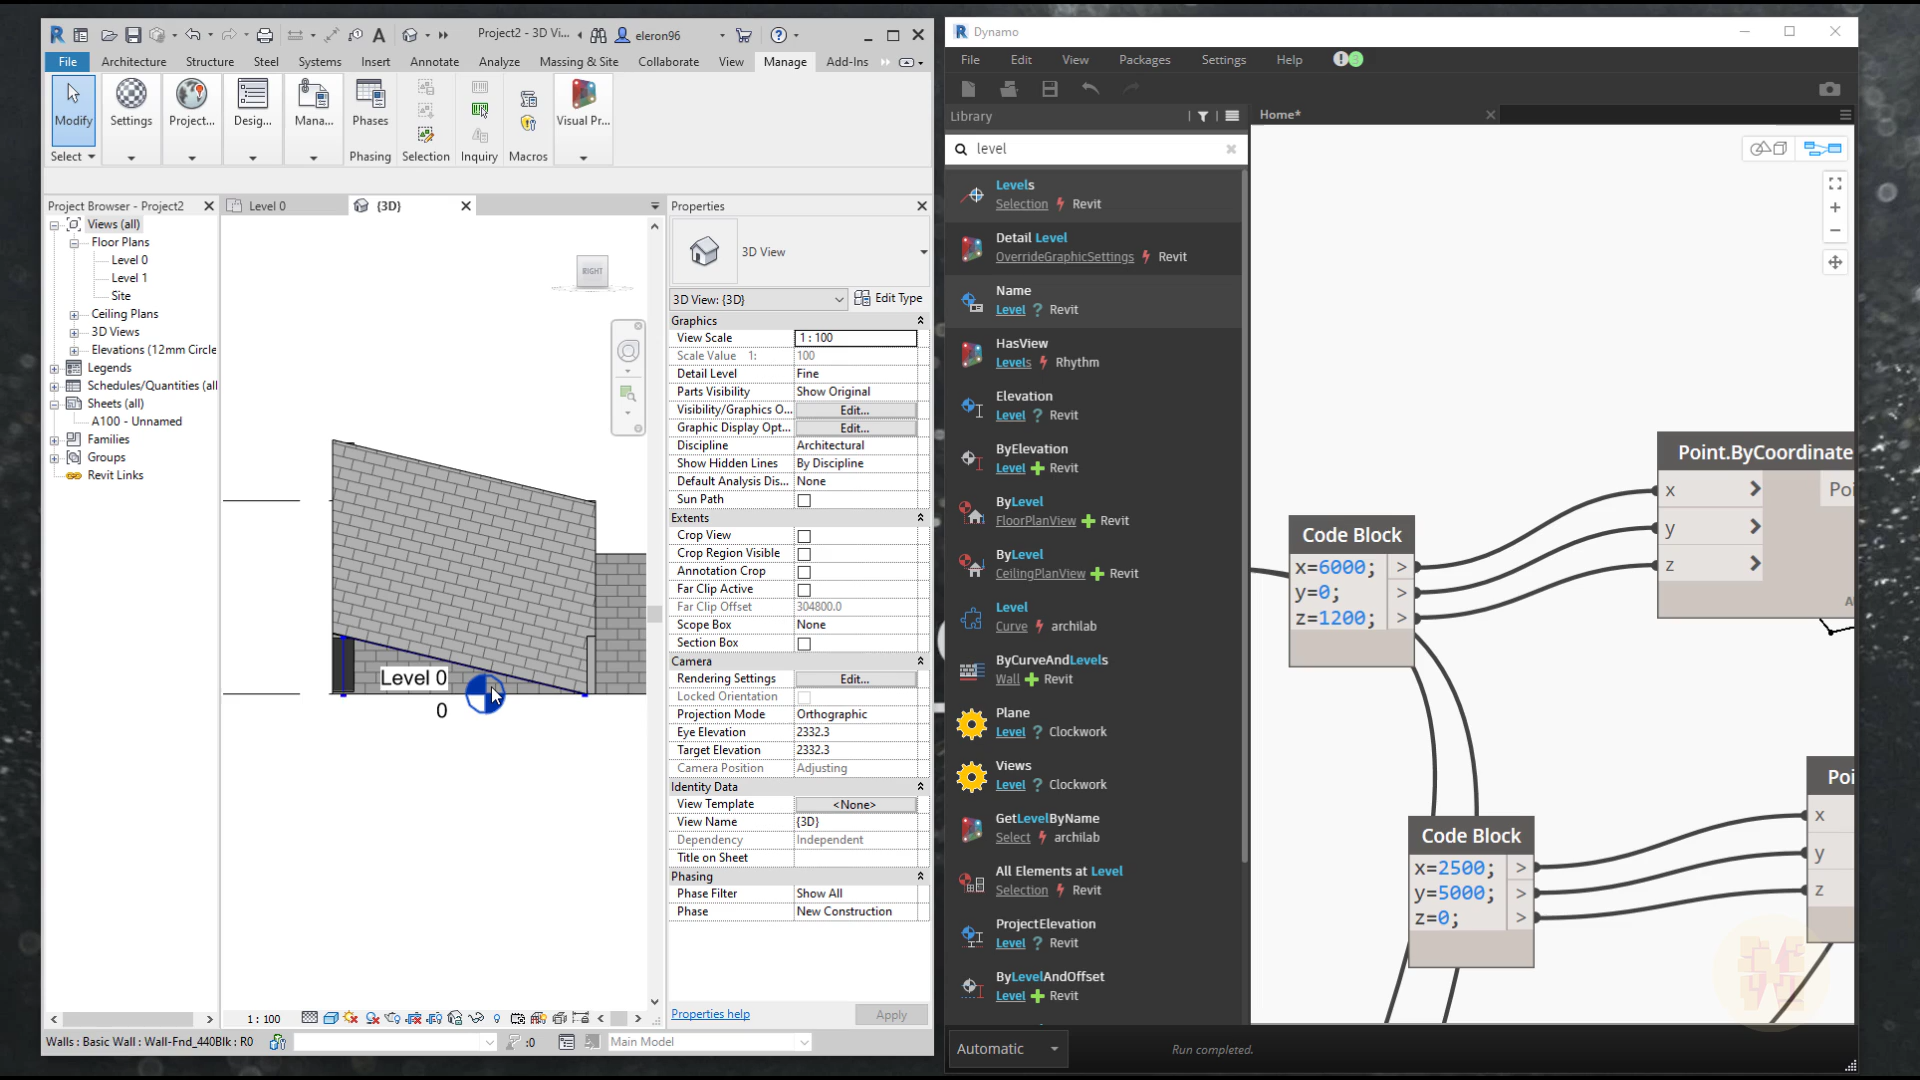 Project2 - 3D Vi...
eleron96
File
Architecture
Structure
Steel
Systems
Insert
Annotate
Analyze
Massing & Site
Collaborate
View
Manage
Add-Ins
Modify
Settings
Project...
Desig...
Mana...
Phases
Visual Pr...
Select
Phasing
Selection
Inquiry
Macros
Project Browser - Project2
Level 0
{3D}
Properties
Views (all)
Floor Plans
Level 0
Level 1
Site
Ceiling Plans
3D Views
Elevations (12mm Circle
Legends
Schedules/Quantities (all
Sheets (all)
A100 - Unnamed
Families
Groups
Revit Links
RIGHT
Level 0
0
3D View
3D View: {3D}
Edit Type
Graphics
View Scale 1 : 100
Scale Value 1: 100
Detail Level Fine
Parts Visibility Show Original
Visibility/Graphics O... Edit...
Graphic Display Opt... Edit...
Discipline Architectural
Show Hidden Lines By Discipline
Default Analysis Dis... None
Sun Path
Extents
Crop View
Crop Region Visible
Annotation Crop
Far Clip Active
Far Clip Offset 304800.0
Scope Box None
Section Box
Camera
Rendering Settings Edit...
Locked Orientation
Projection Mode Orthographic
Eye Elevation 2332.3
Target Elevation 2332.3
Camera Position Adjusting
Identity Data
View Template <None>
View Name {3D}
Dependency Independent
Title on Sheet
Phasing
Phase Filter Show All
Phase New Construction
Properties help
Apply
1 : 100
Walls : Basic Wall : Wall-Fnd_440Blk : R0
:0
Main Model
Dynamo
File
Edit
View
Packages
Settings
Help
Library
Home*
level
Levels
Selection Revit
Detail Level
OverrideGraphicSettings Revit
Name
Level ? Revit
HasView
Levels Rhythm
Elevation
Level ? Revit
ByElevation
Level Revit
ByLevel
FloorPlanView Revit
ByLevel
CeilingPlanView Revit
Level
Curve archilab
ByCurveAndLevels
Wall Revit
Plane
Level ? Clockwork
Views
Level ? Clockwork
GetLevelByName
Select archilab
All Elements at Level
Selection Revit
ProjectElevation
Level ? Revit
ByLevelAndOffset
Level Revit
Automatic
Run completed.
Point.ByCoordinate
x >
Poi
y >
z >
Code Block
x=6000; >
y=0; >
z=1200; >
Poi
x
y
z
Code Block
x=2500; >
y=5000; >
z=0; >